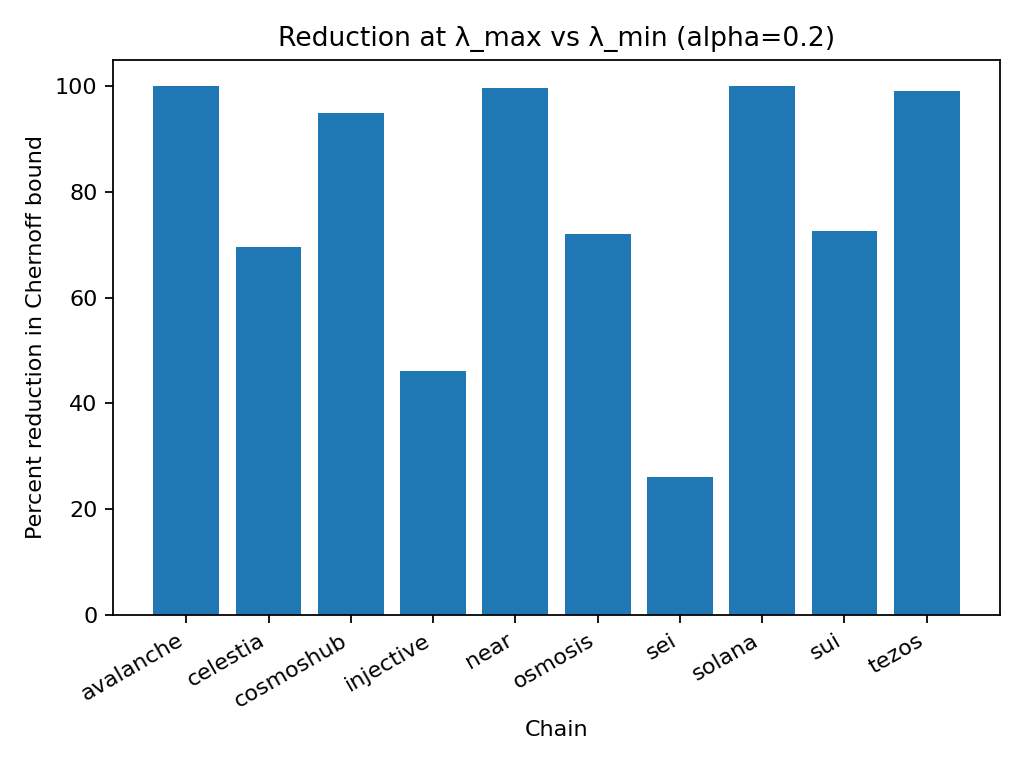 Reduction at λ_max vs λ_min (alpha=0.2)
Percent reduction in Chernoff bound
100
80
60
40
20
0
avalanche
celestia
cosmoshub
injective
near
osmosis
sei
solana
sui
tezos
Chain